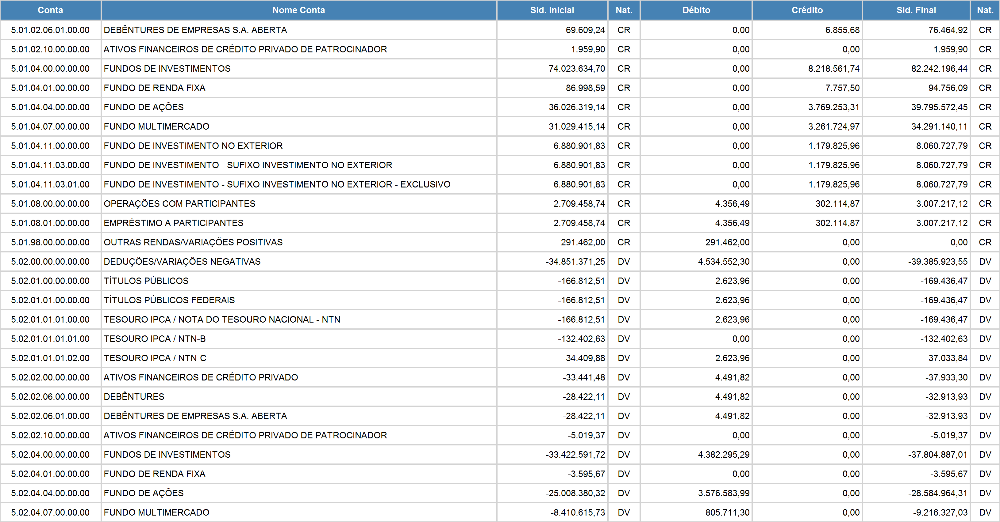 Conta Nome Conta Sld. Inicial Nat. Débito Crédito Sld. Final Nat.
5.01.02.06.01.00.00 DEBÊNTURES DE EMPRESAS S.A. ABERTA 69.609,24 CR 0,00 6.855,68 76.464,92 CR
5.01.02.10.00.00.00 ATIVOS FINANCEIROS DE CRÉDITO PRIVADO DE PATROCINADOR 1.959,90 CR 0,00 0,00 1.959,90 CR
5.01.04.00.00.00.00 FUNDOS DE INVESTIMENTOS 74.023.634,70 CR 0,00 8.218.561,74 82.242.196,44 CR
5.01.04.01.00.00.00 FUNDO DE RENDA FIXA 86.998,59 CR 0,00 7.757,50 94.756,09 CR
5.01.04.04.00.00.00 FUNDO DE AÇÕES 36.026.319,14 CR 0,00 3.769.253,31 39.795.572,45 CR
5.01.04.07.00.00.00 FUNDO MULTIMERCADO 31.029.415,14 CR 0,00 3.261.724,97 34.291.140,11 CR
5.01.04.11.00.00.00 FUNDO DE INVESTIMENTO NO EXTERIOR 6.880.901,83 CR 0,00 1.179.825,96 8.060.727,79 CR
5.01.04.11.03.00.00 FUNDO DE INVESTIMENTO - SUFIXO INVESTIMENTO NO EXTERIOR 6.880.901,83 CR 0,00 1.179.825,96 8.060.727,79 CR
5.01.04.11.03.01.00 FUNDO DE INVESTIMENTO - SUFIXO INVESTIMENTO NO EXTERIOR - EXCLUSIVO 6.880.901,83 CR 0,00 1.179.825,96 8.060.727,79 CR
5.01.08.00.00.00.00 OPERAÇÕES COM PARTICIPANTES 2.709.458,74 CR 4.356,49 302.114,87 3.007.217,12 CR
5.01.08.01.00.00.00 EMPRÉSTIMO A PARTICIPANTES 2.709.458,74 CR 4.356,49 302.114,87 3.007.217,12 CR
5.01.98.00.00.00.00 OUTRAS RENDAS/VARIAÇÕES POSITIVAS 291.462,00 CR 291.462,00 0,00 0,00 CR
5.02.00.00.00.00.00 DEDUÇÕES/VARIAÇÕES NEGATIVAS -34.851.371,25 DV 4.534.552,30 0,00 -39.385.923,55 DV
5.02.01.00.00.00.00 TÍTULOS PÚBLICOS -166.812,51 DV 2.623,96 0,00 -169.436,47 DV
5.02.01.01.00.00.00 TÍTULOS PÚBLICOS FEDERAIS -166.812,51 DV 2.623,96 0,00 -169.436,47 DV
5.02.01.01.01.00.00 TESOURO IPCA / NOTA DO TESOURO NACIONAL - NTN -166.812,51 DV 2.623,96 0,00 -169.436,47 DV
5.02.01.01.01.01.00 TESOURO IPCA / NTN-B -132.402,63 DV 0,00 0,00 -132.402,63 DV
5.02.01.01.01.02.00 TESOURO IPCA / NTN-C -34.409,88 DV 2.623,96 0,00 -37.033,84 DV
5.02.02.00.00.00.00 ATIVOS FINANCEIROS DE CRÉDITO PRIVADO -33.441,48 DV 4.491,82 0,00 -37.933,30 DV
5.02.02.06.00.00.00 DEBÊNTURES -28.422,11 DV 4.491,82 0,00 -32.913,93 DV
5.02.02.06.01.00.00 DEBÊNTURES DE EMPRESAS S.A. ABERTA -28.422,11 DV 4.491,82 0,00 -32.913,93 DV
5.02.02.10.00.00.00 ATIVOS FINANCEIROS DE CRÉDITO PRIVADO DE PATROCINADOR -5.019,37 DV 0,00 0,00 -5.019,37 DV
5.02.04.00.00.00.00 FUNDOS DE INVESTIMENTOS -33.422.591,72 DV 4.382.295,29 0,00 -37.804.887,01 DV
5.02.04.01.00.00.00 FUNDO DE RENDA FIXA -3.595,67 DV 0,00 0,00 -3.595,67 DV
5.02.04.04.00.00.00 FUNDO DE AÇÕES -25.008.380,32 DV 3.576.583,99 0,00 -28.584.964,31 DV
5.02.04.07.00.00.00 FUNDO MULTIMERCADO -8.410.615,73 DV 805.711,30 0,00 -9.216.327,03 DV